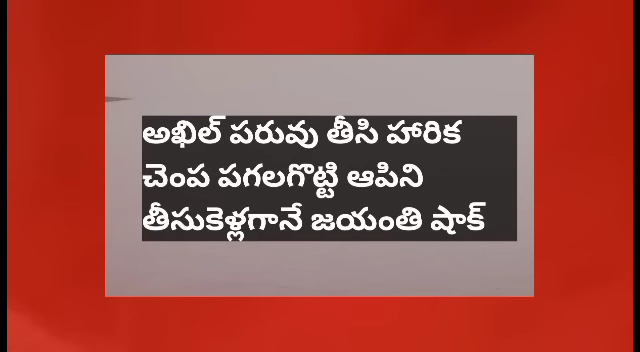 అఖిల్ పరువు తీసి హారిక
చెంప పగలగొట్టి ఆపిని
తీసుకెళ్లగానే జయంతి షాక్